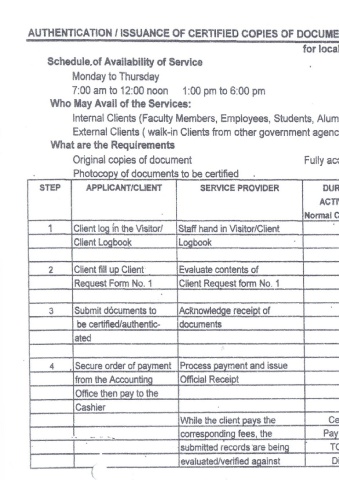 AUTHENTICATION / ISSUANCE OF CERTIFIED COPIES OF DOCUME
for local
Schedule of Availability of Service
Monday to Thursday
7:00 am to 12:00 noon 1:00 pm to 6:00 pm
Who May Avail of the Services:
Internal Clients (Faculty Members, Employees, Students, Alum
External Clients ( walk-in Clients from other government agenc
What are the Requirements
Original copies of document Fully acc
Photocopy of documents to be certified
STEP APPLICANT/CLIENT SERVICE PROVIDER DUR
ACTI
Normal C
1 Client log in the Visitor/ Staff hand in Visitor/Client
Client Logbook Logbook
2 Client fill up Client Evaluate contents of
Request Form No. 1 Client Request form No. 1
3 Submit documents to Acknowledge receipt of
be certified/authentic- documents
ated
4 Secure order of payment Process payment and issue
from the Accounting Official Receipt
Office then pay to the
Cashier
While the client pays the Ce
corresponding fees, the Pay
submitted records are being TO
evaluated/verified against Di